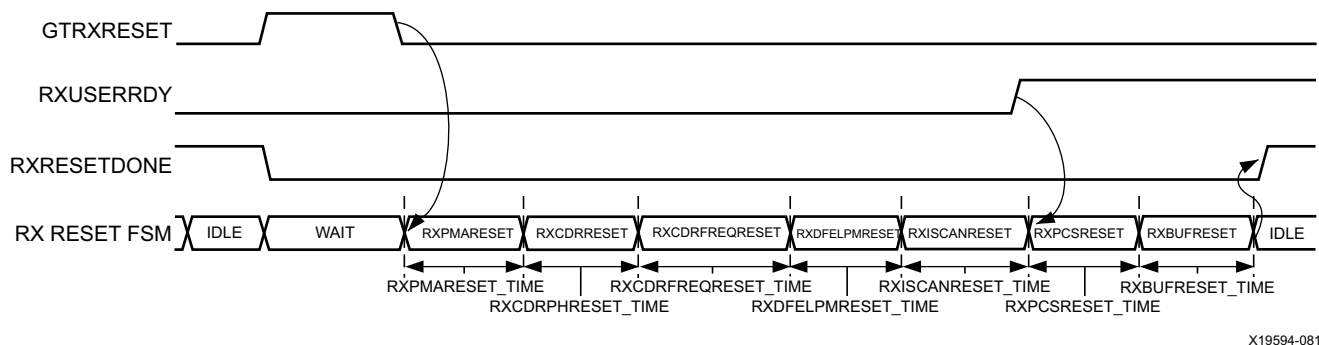 GTRXRESET
RXUSERRDY
RXRESETDONE
RX RESET FSM IDLE WAIT RXPMARESET RXCDRRESET RXCDRFREQRESET RXDFELPMRESET RXISCANRESET RXPCSRESET RXBUFRESET IDLE
RXPMARESET_TIME RXCDRFREQRESET_TIME RXISCANRESET_TIME RXBUFRESET_TIME
RXCDRPHRESET_TIME RXDFELPMRESET_TIME RXPCSRESET_TIME
X19594-081